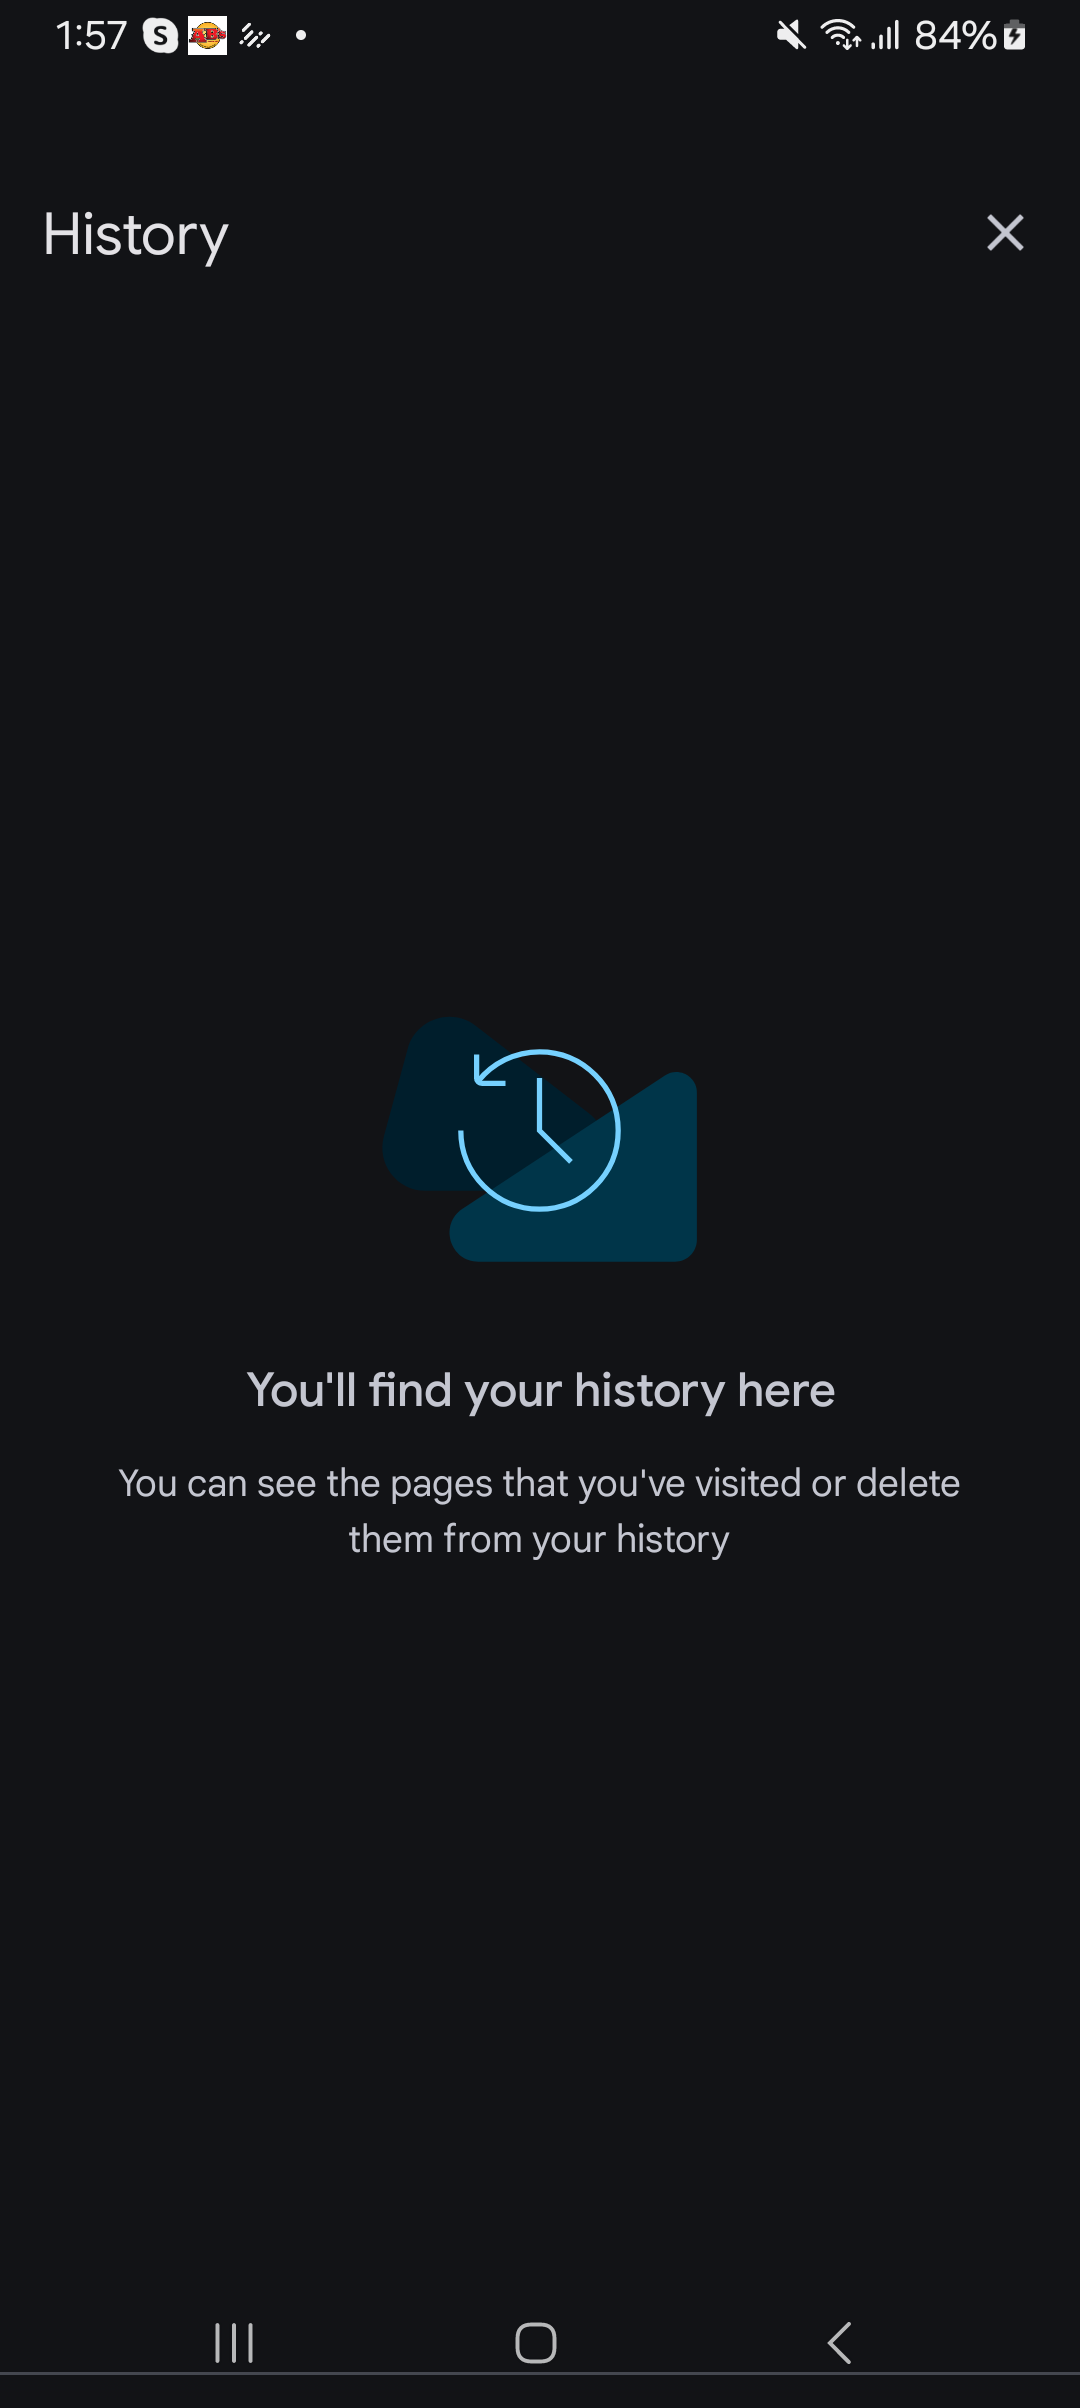 1:57 S AB's 84%
History
You'll find your history here
You can see the pages that you've visited or delete
them from your history